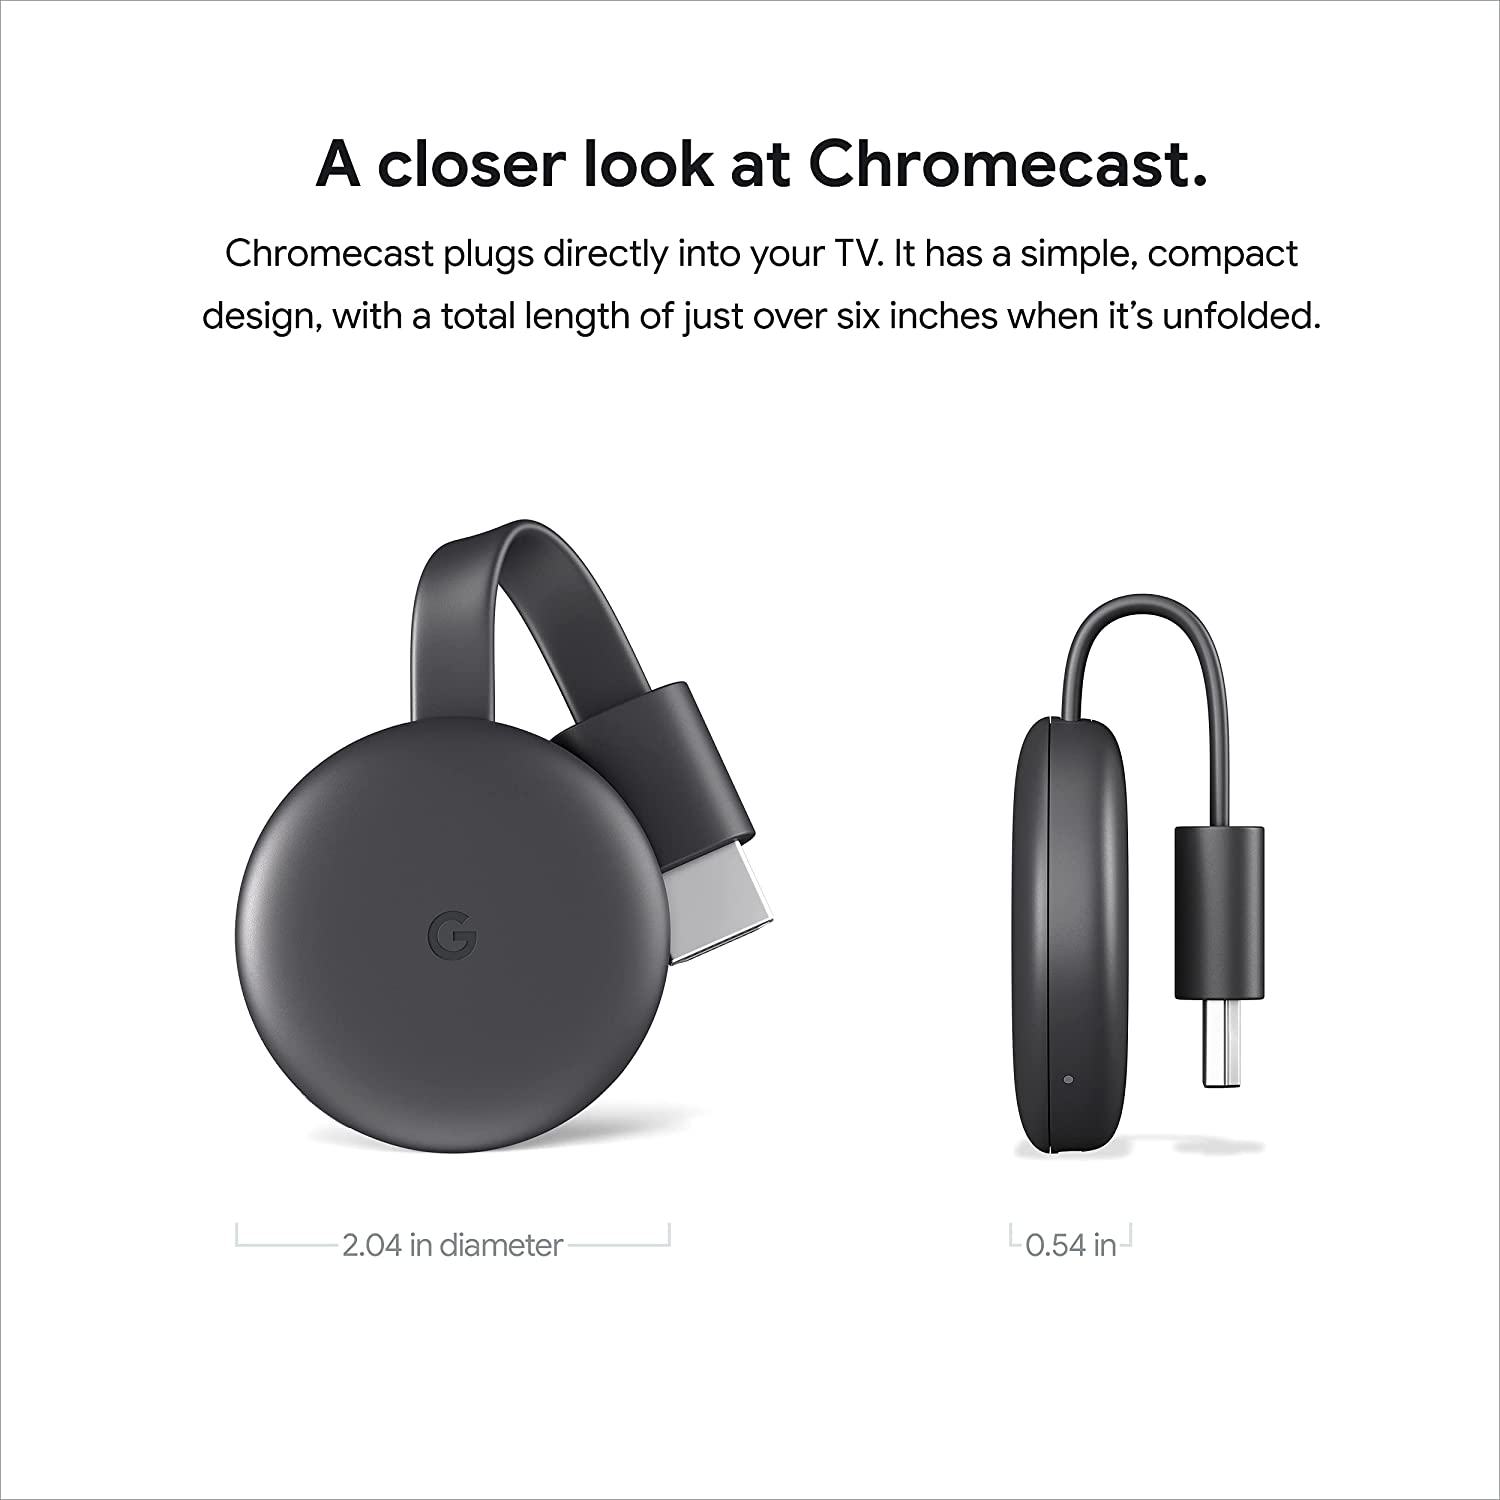 A closer look at Chromecast.
Chromecast plugs directly into your TV. It has a simple, compact
design, with a total length of just over six inches when it’s unfolded.
G
2.04 in diameter
0.54 in